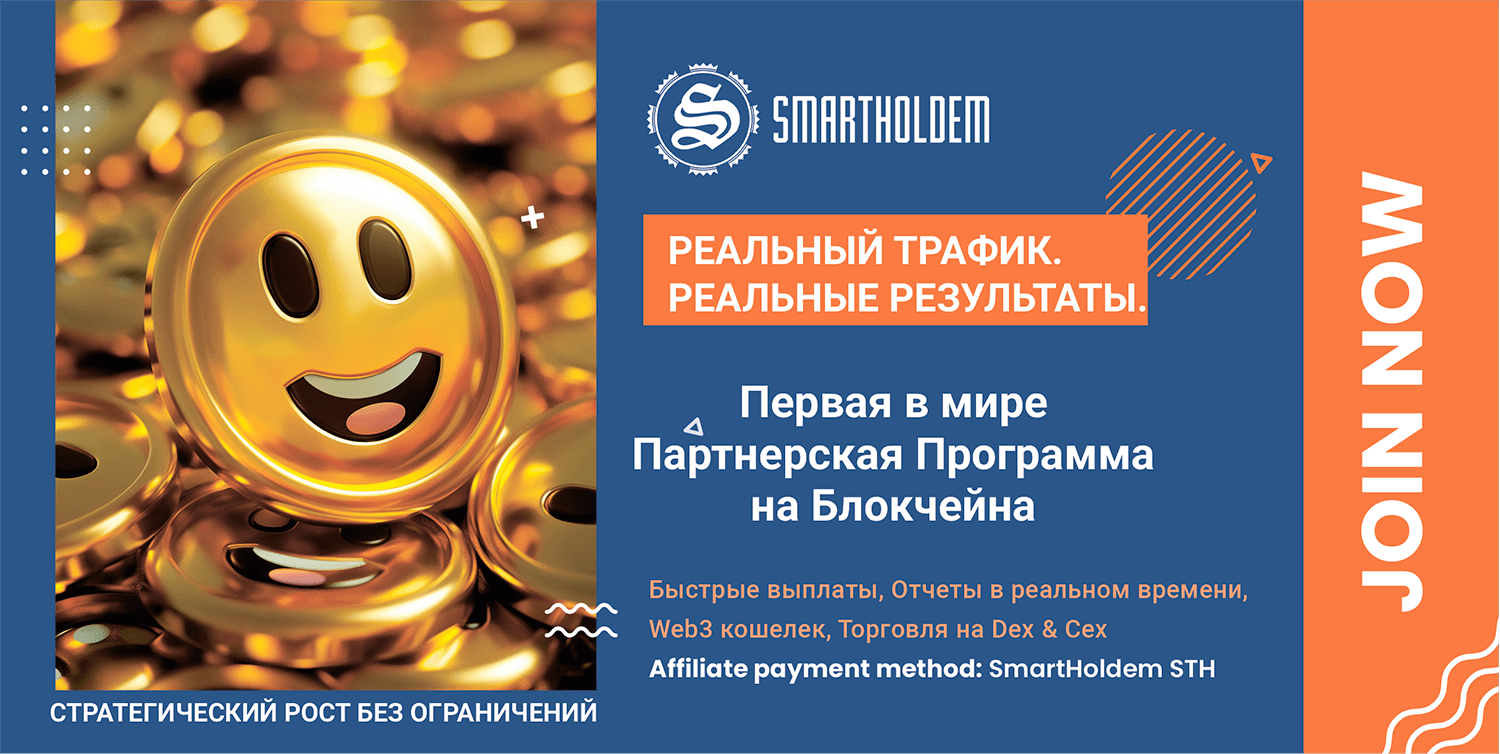 SMARTHOLDEM
РЕАЛЬНЫЙ ТРАФИК.
РЕАЛЬНЫЕ РЕЗУЛЬТАТЫ.
Первая в мире
Партнерская Программа
на Блокчейна
Быстрые выплаты, Отчеты в реальном времени,
Web3 кошелек, Торговля на Dex & Cex
Affiliate payment method: SmartHoldem STH
СТРАТЕГИЧЕСКИЙ РОСТ БЕЗ ОГРАНИЧЕНИЙ
JOIN NOW